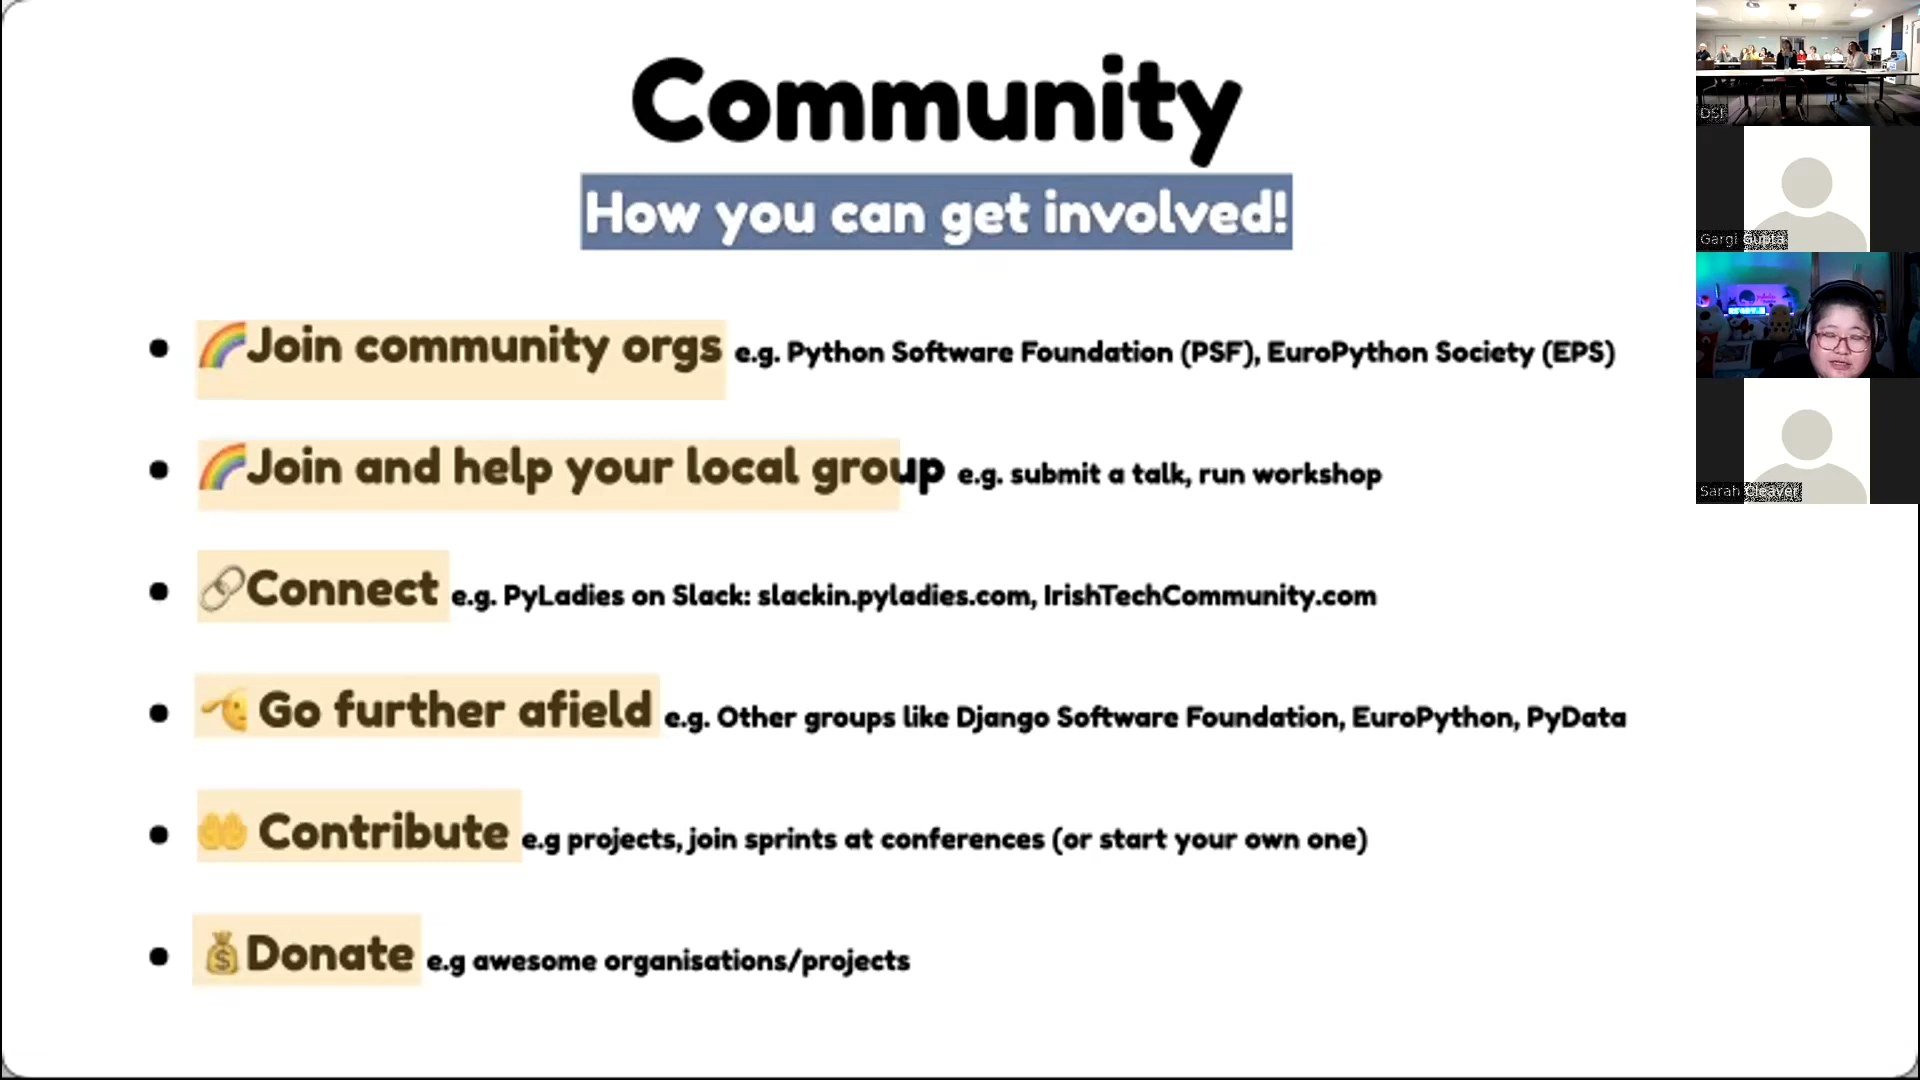 Community
How you can get involved!
• 🌈Join community orgs e.g. Python Software Foundation (PSF), EuroPython Society (EPS)
• 🌈Join and help your local group e.g. submit a talk, run workshop
• 🔗Connect e.g. PyLadies on Slack: slackin.pyladies.com, IrishTechCommunity.com
• Go further afield e.g. Other groups like Django Software Foundation, EuroPython, PyData
• 🤲 Contribute e.g projects, join sprints at conferences (or start your own one)
• 💰Donate e.g awesome organisations/projects
DSI
Gargi Gupta
READY.
Sarah Cleaver